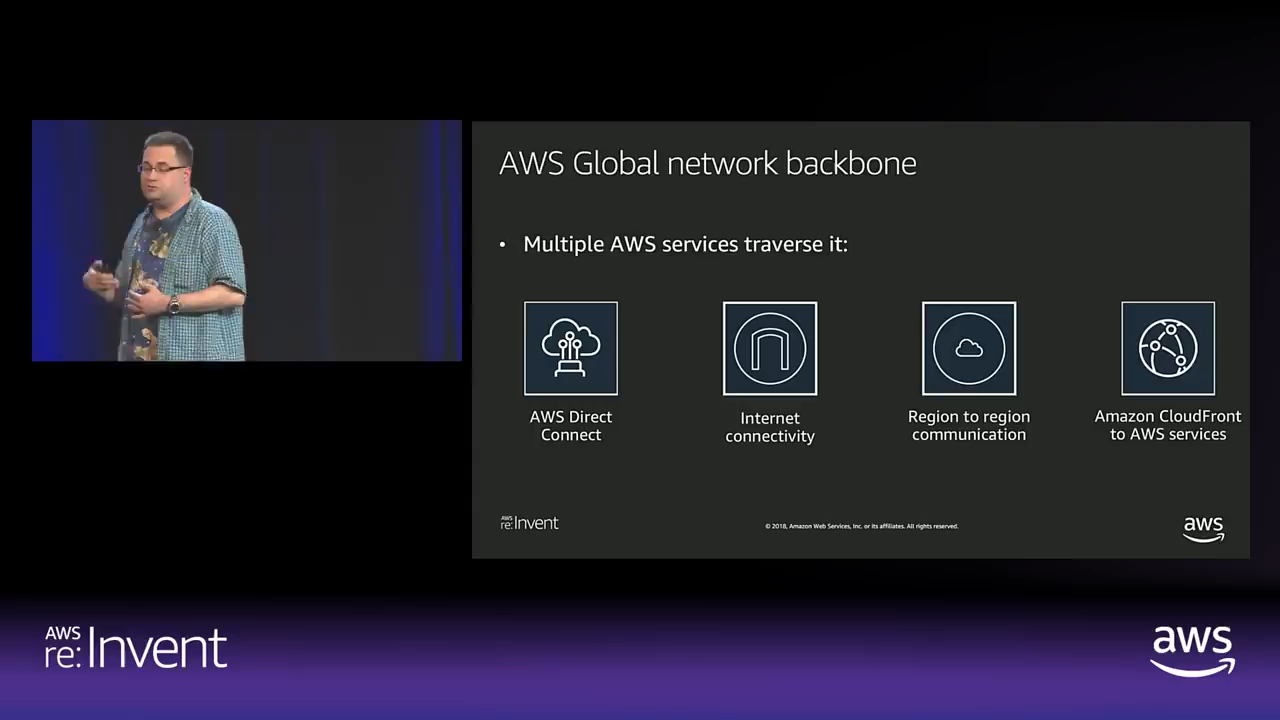 AWS Global network backbone
• Multiple AWS services traverse it:
AWS Direct
Connect
Internet
connectivity
Region to region
communication
Amazon CloudFront
to AWS services
AWS
re:Invent
© 2018, Amazon Web Services, Inc. or its affiliates. All rights reserved.
aws
AWS
re:Invent
aws